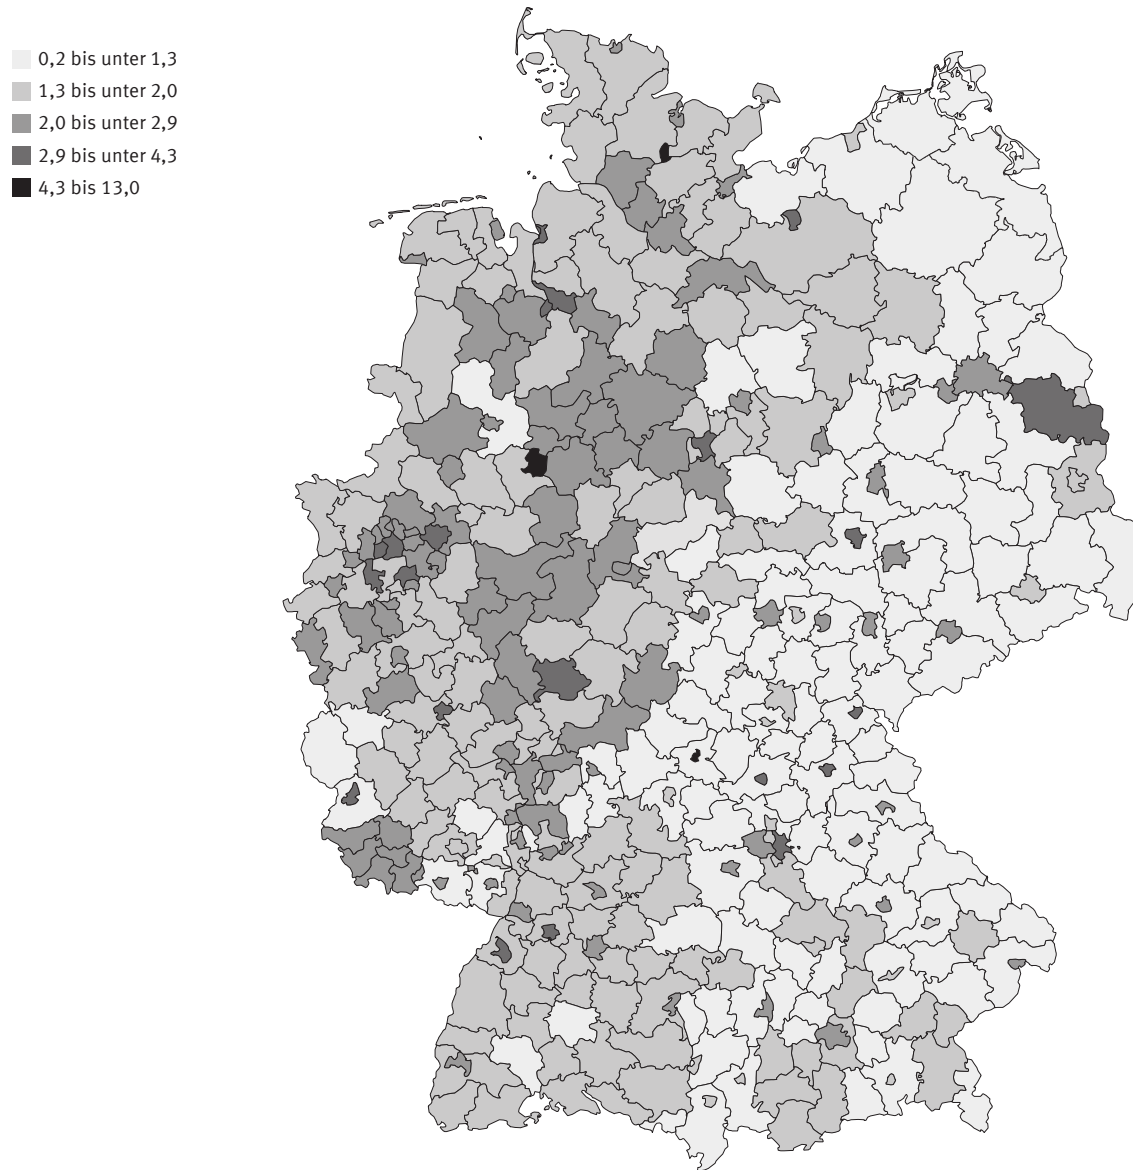 0,2 bis unter 1,3
1,3 bis unter 2,0
2,0 bis unter 2,9
2,9 bis unter 4,3
4,3 bis 13,0